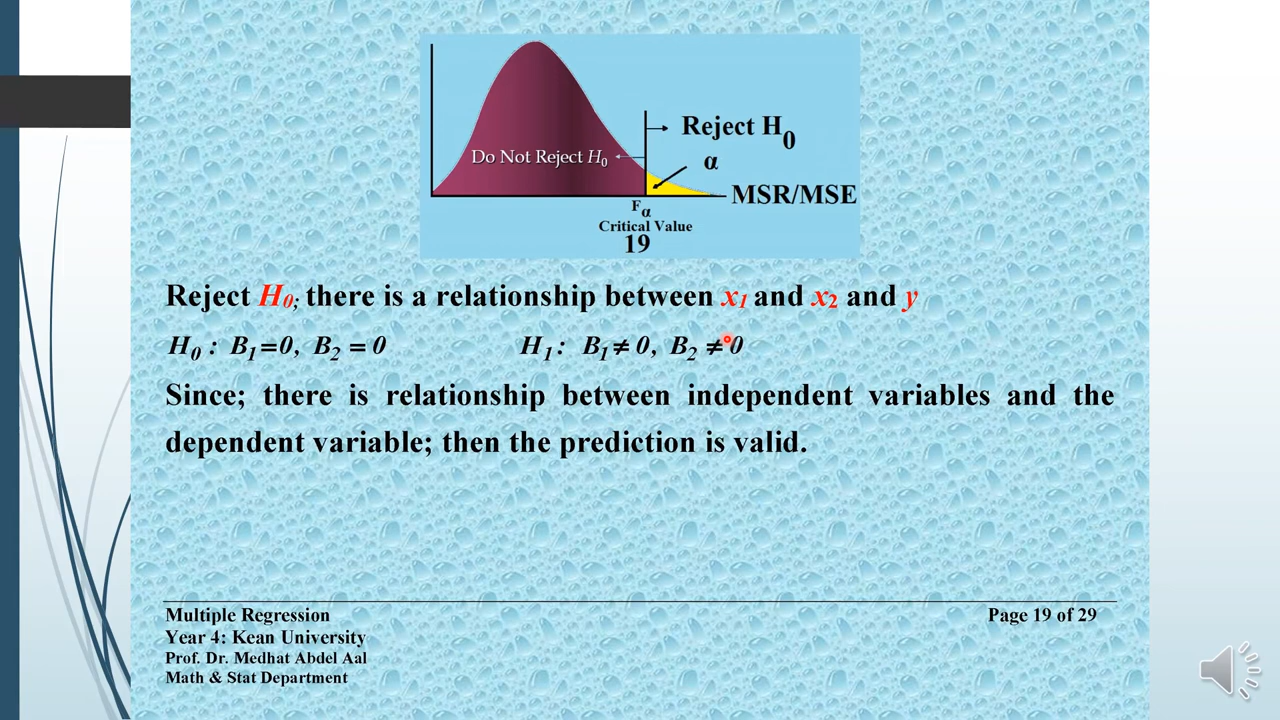 Reject H0
α
Do Not Reject H0
MSR/MSE
Fα
Critical Value
19
Reject H0; there is a relationship between x1 and x2 and y
H0 : B1=0, B2 = 0 H1 : B1≠ 0, B2 ≠ 0
Since; there is relationship between independent variables and the
dependent variable; then the prediction is valid.
Multiple Regression Page 19 of 29
Year 4: Kean University
Prof. Dr. Medhat Abdel Aal
Math & Stat Department